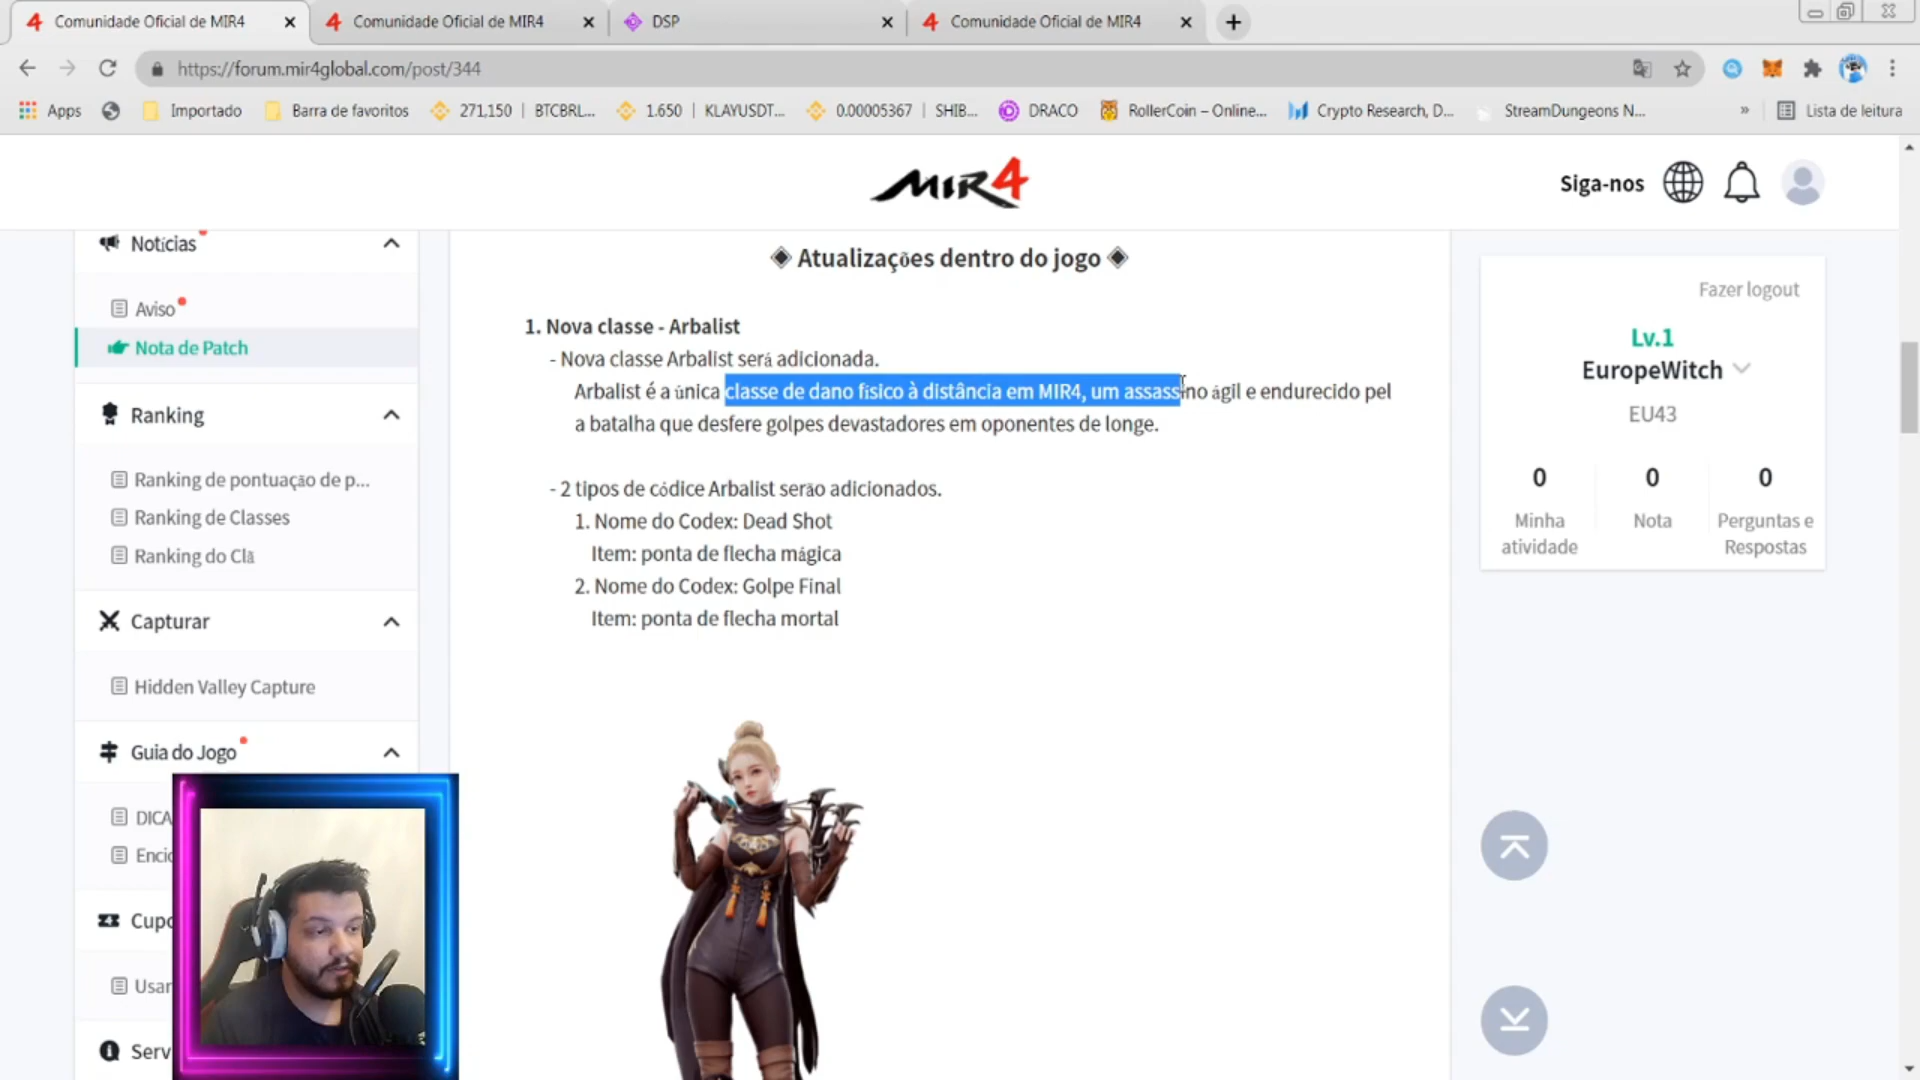 Comunidade Oficial de MIR4
Comunidade Oficial de MIR4
DSP
Comunidade Oficial de MIR4
https://forum.mir4global.com/post/344
Apps
Importado
Barra de favoritos
271,150 | BTCBRL...
1.650 | KLAYUSDT...
0.00005367 | SHIB...
DRACO
RollerCoin – Online...
Crypto Research, D...
StreamDungeons N...
»
Lista de leitura
MIR4
Siga-nos
Notícias
Aviso
Nota de Patch
Ranking
Ranking de pontuação de p...
Ranking de Classes
Ranking do Clã
Capturar
Hidden Valley Capture
Guia do Jogo
DICA
Encic
Cupo
Usar
Serv
◈ Atualizações dentro do jogo ◈
1. Nova classe - Arbalist
- Nova classe Arbalist será adicionada.
Arbalist é a única classe de dano físico à distância em MIR4, um assassino ágil e endurecido pel
a batalha que desfere golpes devastadores em oponentes de longe.
- 2 tipos de códice Arbalist serão adicionados.
1. Nome do Codex: Dead Shot
Item: ponta de flecha mágica
2. Nome do Codex: Golpe Final
Item: ponta de flecha mortal
Fazer logout
Lv.1
EuropeWitch
EU43
0 0 0
Minha atividade
Nota
Perguntas e Respostas